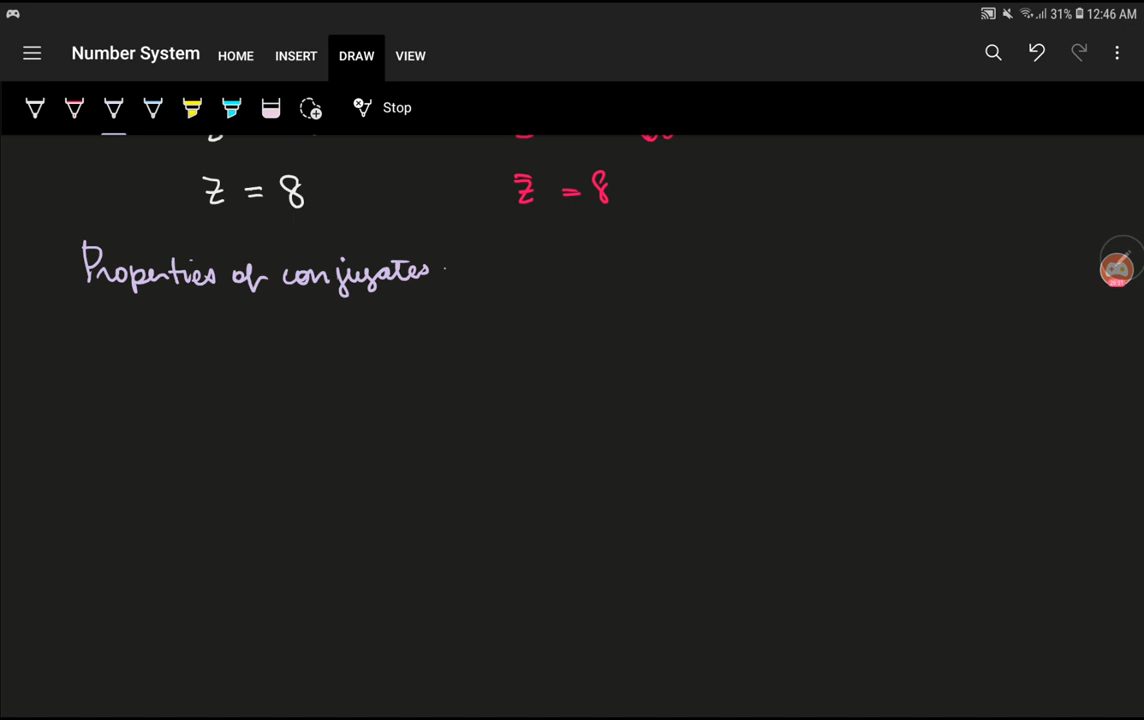 31% 12:46 AM
Number System HOME INSERT DRAW VIEW
Stop
z = 8 z̄ = 8
Properties of conjugates